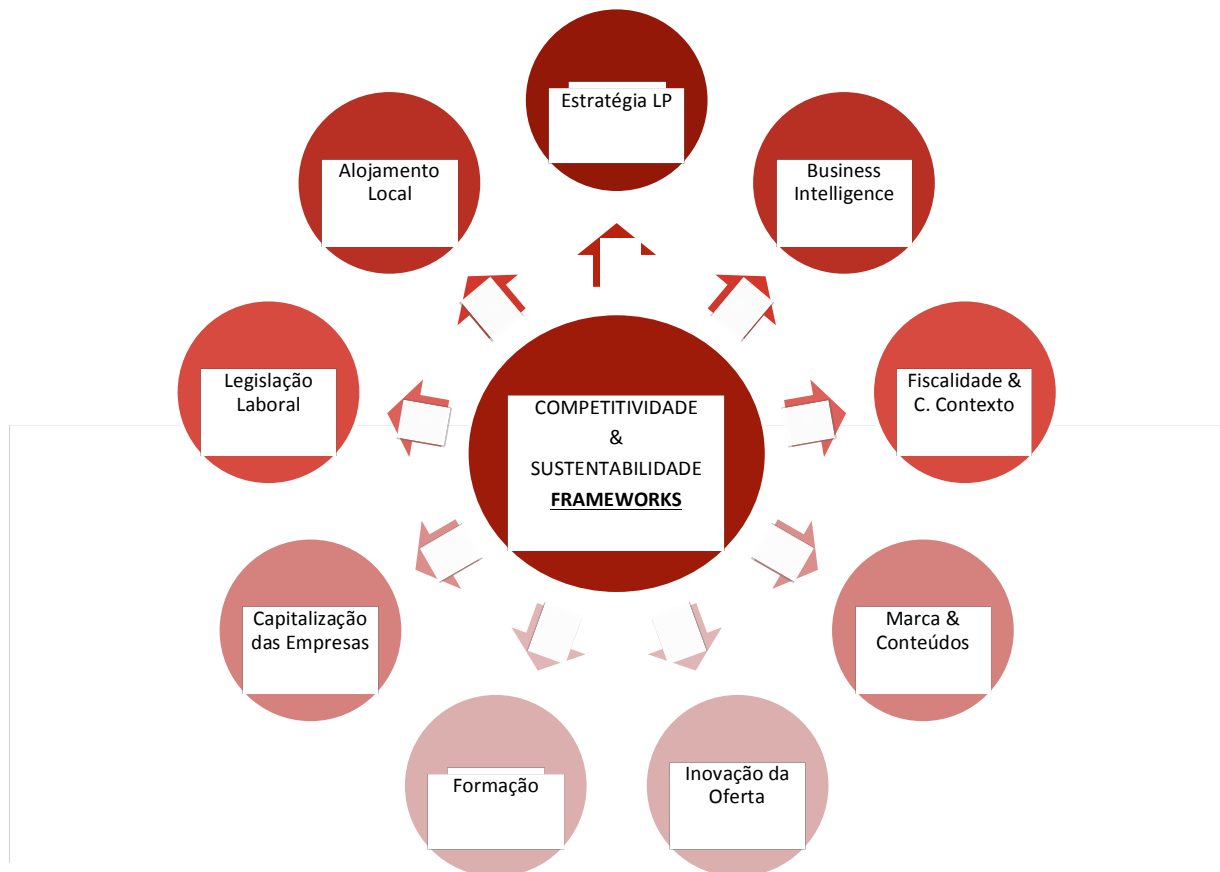 Estratégia LP
Business
Intelligence
Fiscalidade &
C. Contexto
Marca &
Conteúdos
Inovação da
Oferta
Formação
Capitalização
das Empresas
Legislação
Laboral
Alojamento
Local
COMPETITIVIDADE
&
SUSTENTABILIDADE
FRAMEWORKS